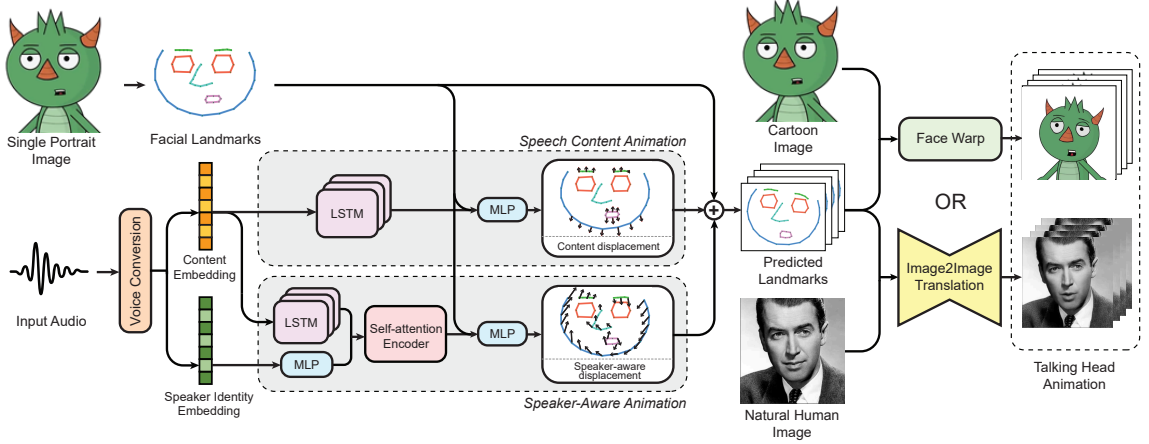 Single Portrait
Image
Facial Landmarks
Input Audio
Voice Conversion
Content
Embedding
Speaker Identity
Embedding
Speech Content Animation
LSTM
MLP
Content displacement
LSTM
MLP
Self-attention
Encoder
MLP
Speaker-aware
displacement
Speaker-Aware Animation
+
Cartoon
Image
Predicted
Landmarks
Natural Human
Image
Face Warp
OR
Image2Image
Translation
Talking Head
Animation